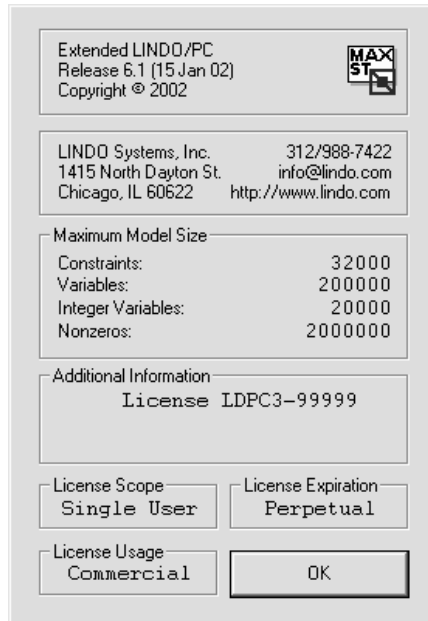 Extended LINDO/PC
Release 6.1 (15 Jan 02)
Copyright © 2002
MAX
ST
LINDO Systems, Inc. 312/988-7422
1415 North Dayton St. info@lindo.com
Chicago, IL 60622 http://www.lindo.com
Maximum Model Size
Constraints: 32000
Variables: 200000
Integer Variables: 20000
Nonzeros: 2000000
Additional Information
License LDPC3-99999
License Scope License Expiration
Single User Perpetual
License Usage
Commercial OK